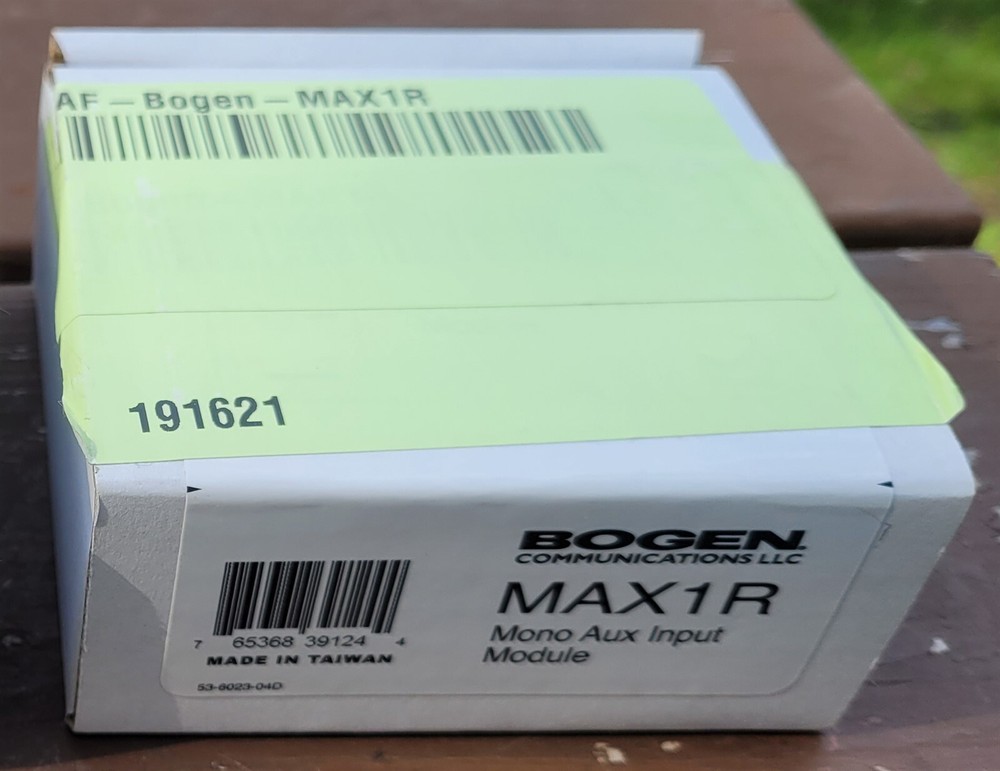 AF – Bogen – MAX1R
191621
BOGEN
COMMUNICATIONS LLC
MAX1R
Mono Aux Input
Module
7 65368 39124 4
MADE IN TAIWAN
53-6023-04D